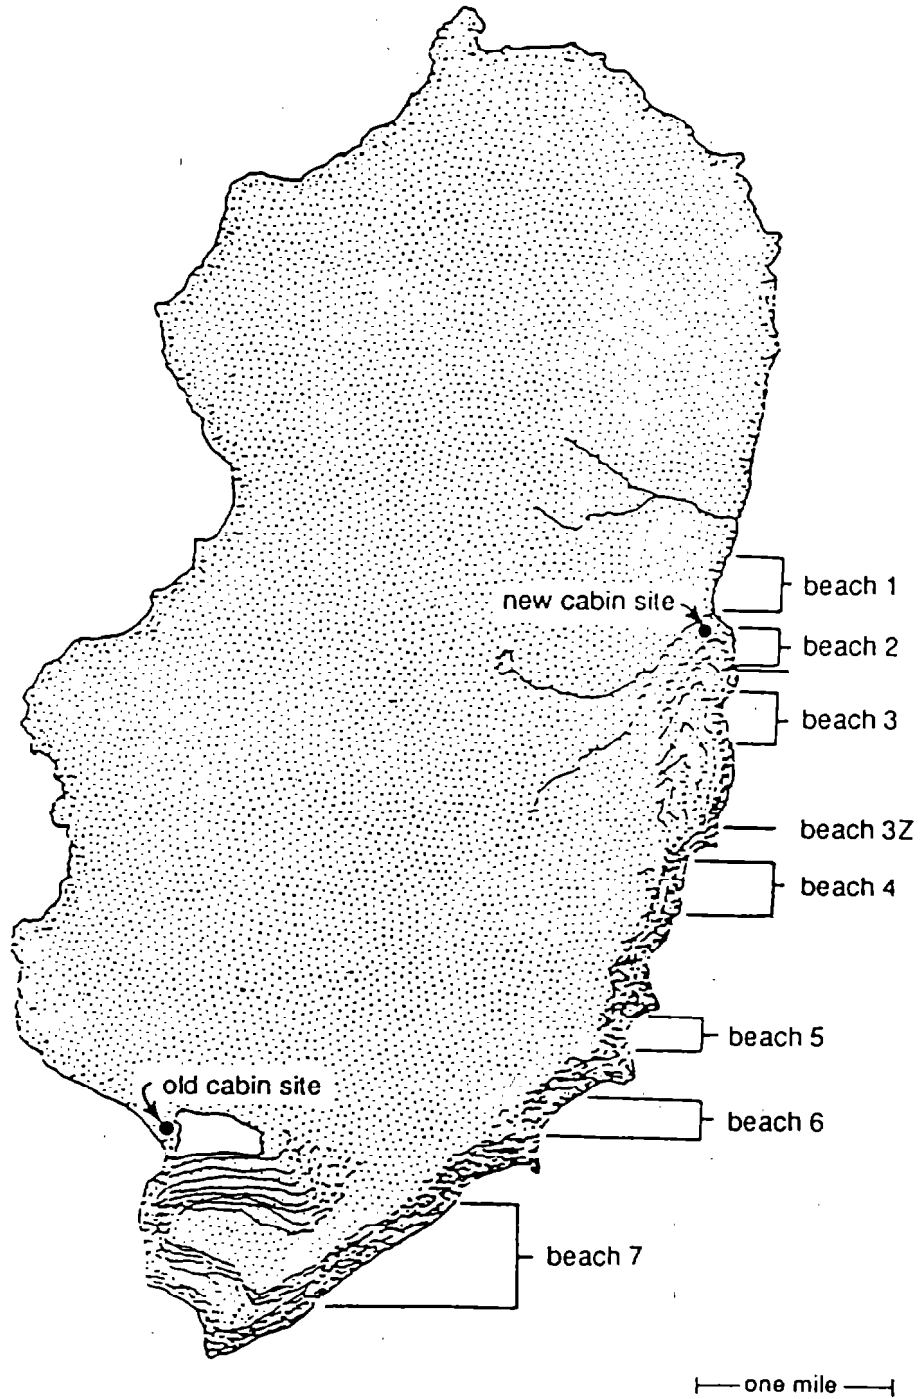 beach 1
new cabin site
beach 2
beach 3
beach 3Z
beach 4
beach 5
old cabin site
beach 6
beach 7
one mile